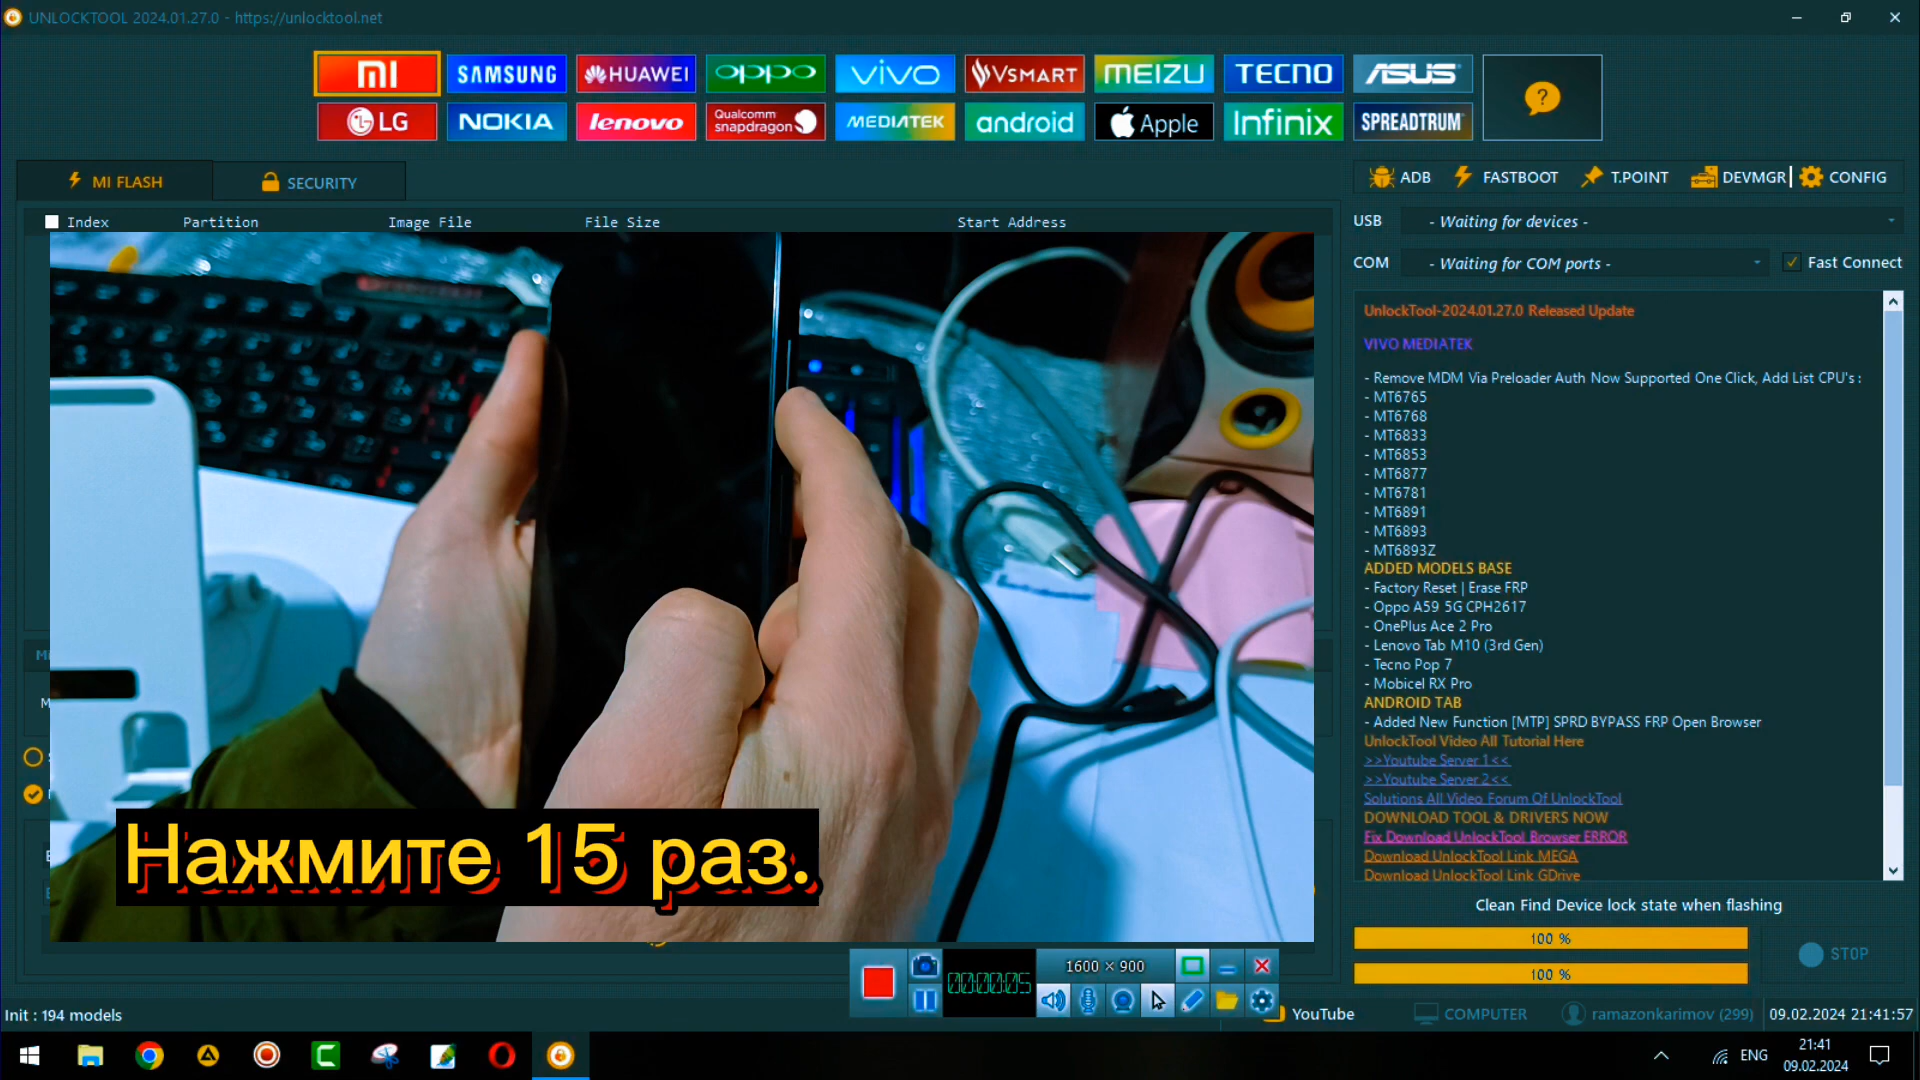 UNLOCKTOOL 2024.01.27.0 - https://unlocktool.net
MI
SAMSUNG
HUAWEI
oppo
vivo
VSMART
MEIZU
TECNO
ASUS
?
LG
NOKIA
lenovo
Qualcomm snapdragon
MEDIATEK
android
Apple
Infinix
SPREADTRUM
MI FLASH
SECURITY
ADB
FASTBOOT
T.POINT
DEVMGR
CONFIG
Index Partition Image File File Size Start Address
USB - Waiting for devices -
COM - Waiting for COM ports -
Fast Connect
UnlockTool-2024.01.27.0 Released Update
VIVO MEDIATEK
- Remove MDM Via Preloader Auth Now Supported One Click, Add List CPU's :
- MT6765
- MT6768
- MT6833
- MT6853
- MT6877
- MT6781
- MT6891
- MT6893
- MT6893Z
ADDED MODELS BASE
- Factory Reset | Erase FRP
- Oppo A59 5G CPH2617
- OnePlus Ace 2 Pro
- Lenovo Tab M10 (3rd Gen)
- Tecno Pop 7
- Mobicel RX Pro
ANDROID TAB
- Added New Function [MTP] SPRD BYPASS FRP Open Browser
UnlockTool Video All Tutorial Here
>>Youtube Server 1<<
>>Youtube Server 2<<
Solutions All Video Forum Of UnlockTool
DOWNLOAD TOOL & DRIVERS NOW
Fix Download UnlockTool Browser ERROR
Download UnlockTool Link MEGA
Download UnlockTool Link GDrive
Нажмите 15 раз.
Clean Find Device lock state when flashing
100 %
100 %
STOP
1600 × 900
00:00:05
Init : 194 models
YouTube
COMPUTER
ramazonkarimov (299)
09.02.2024 21:41:57
ENG
21:41
09.02.2024